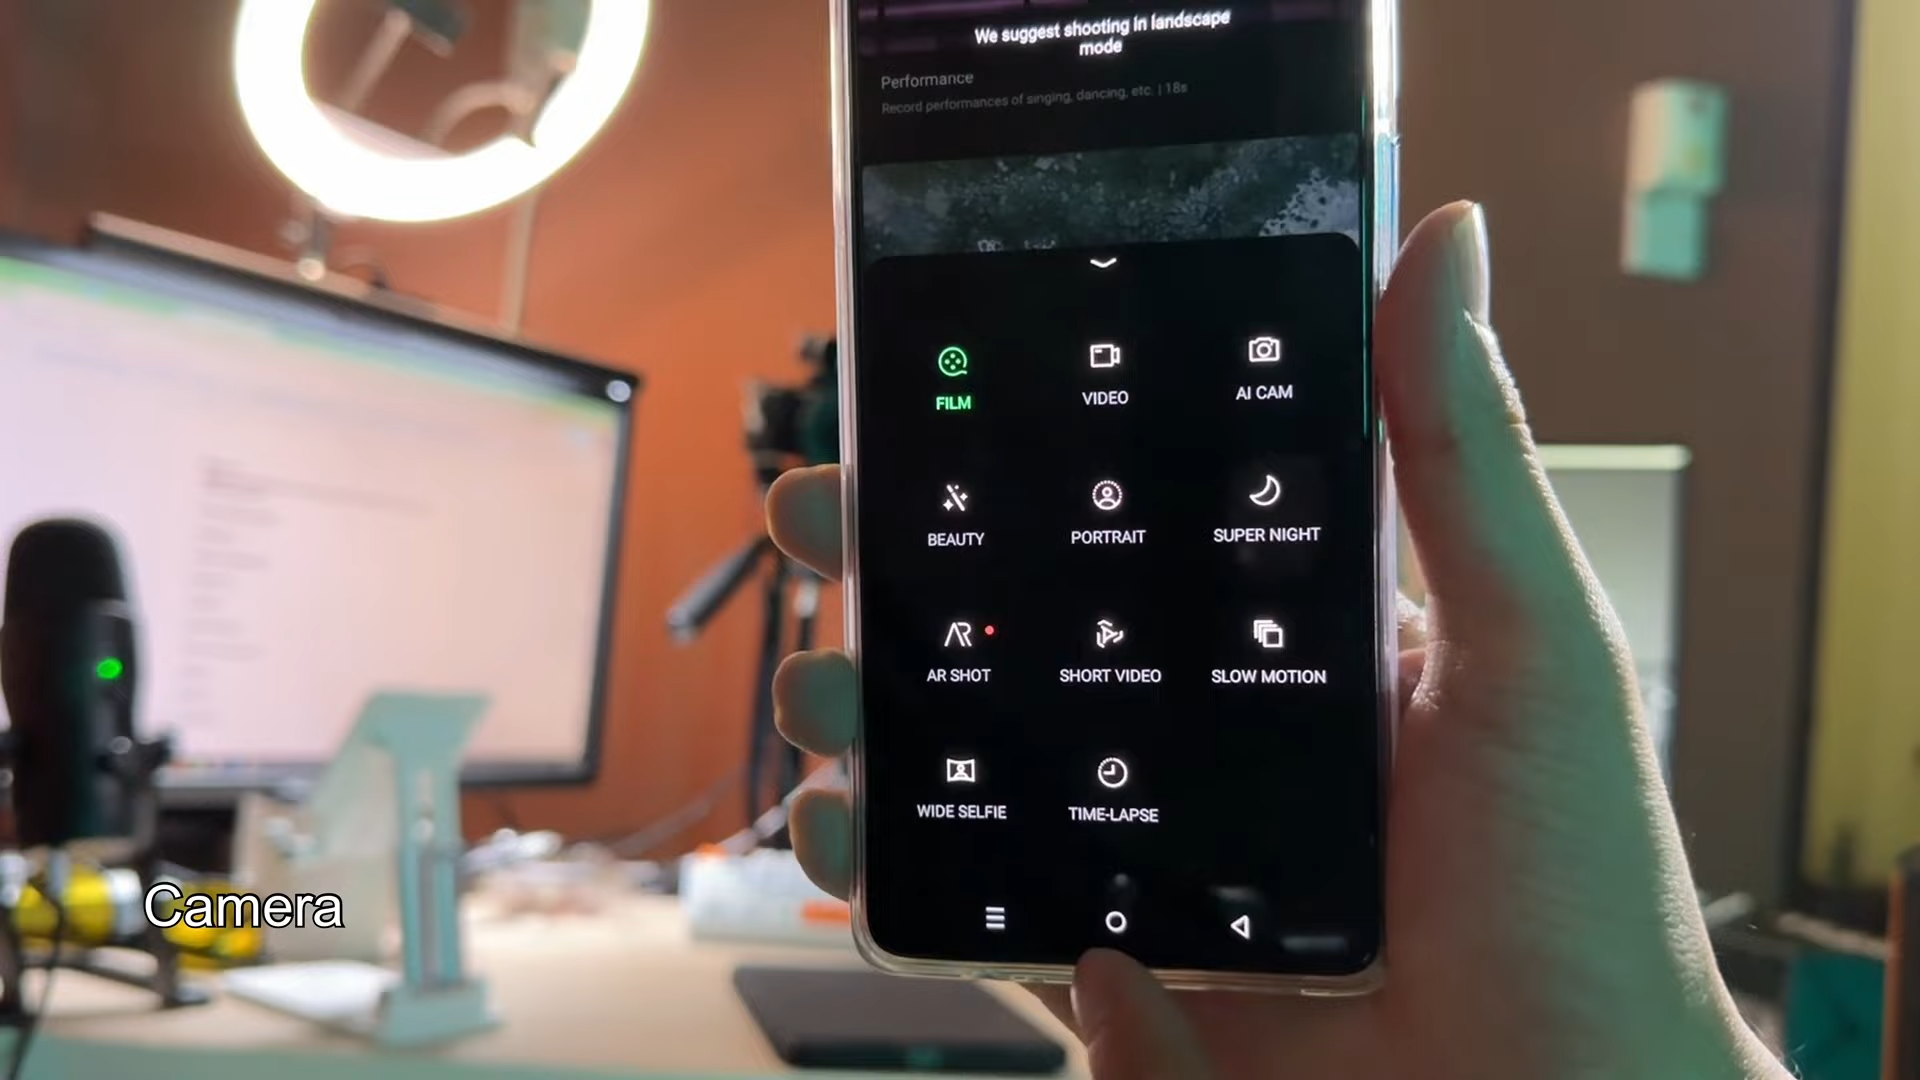 We suggest shooting in landscape
mode
Performance
Record performances of singing, dancing, etc. | 18s
FILM
VIDEO
AI CAM
BEAUTY
PORTRAIT
SUPER NIGHT
AR SHOT
SHORT VIDEO
SLOW MOTION
WIDE SELFIE
TIME-LAPSE
Camera